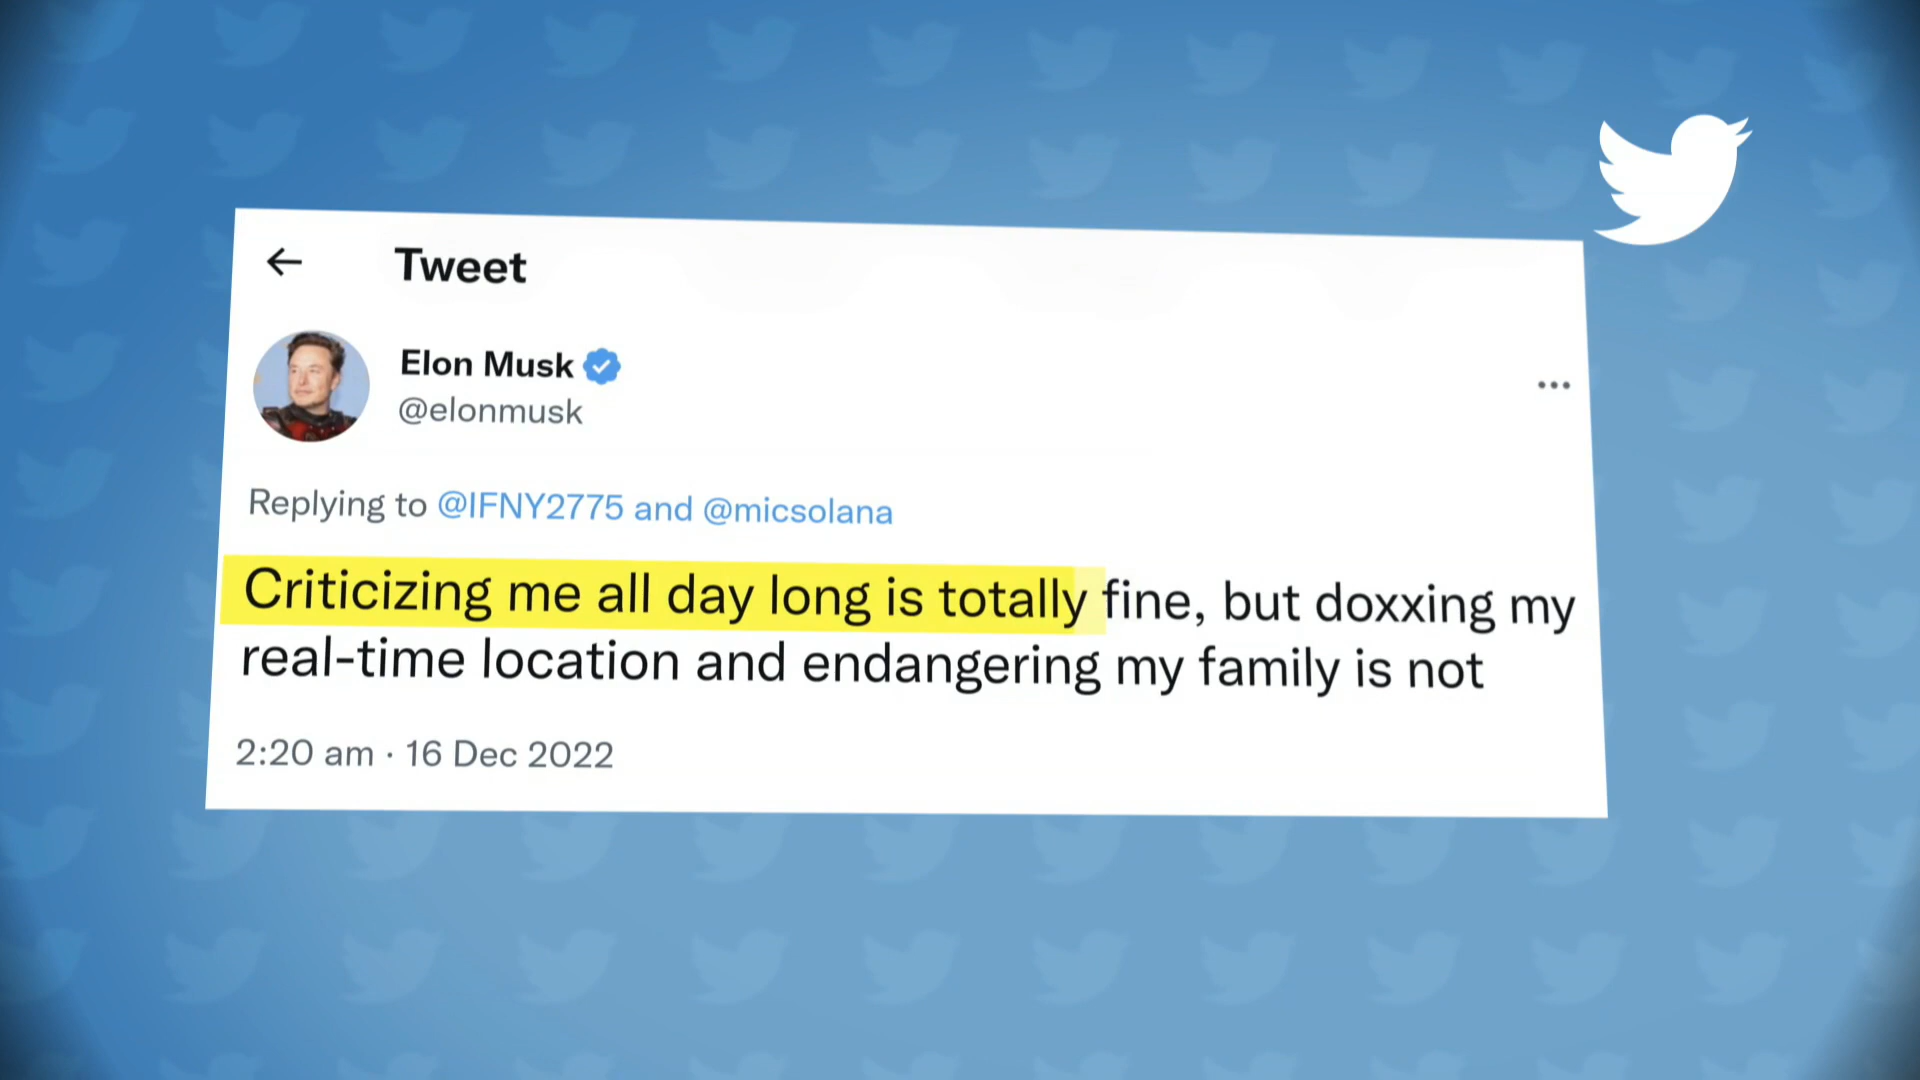 Tweet
Elon Musk
@elonmusk
Replying to @IFNY2775 and @micsolana
Criticizing me all day long is totally fine, but doxxing my
real-time location and endangering my family is not
2:20 am · 16 Dec 2022